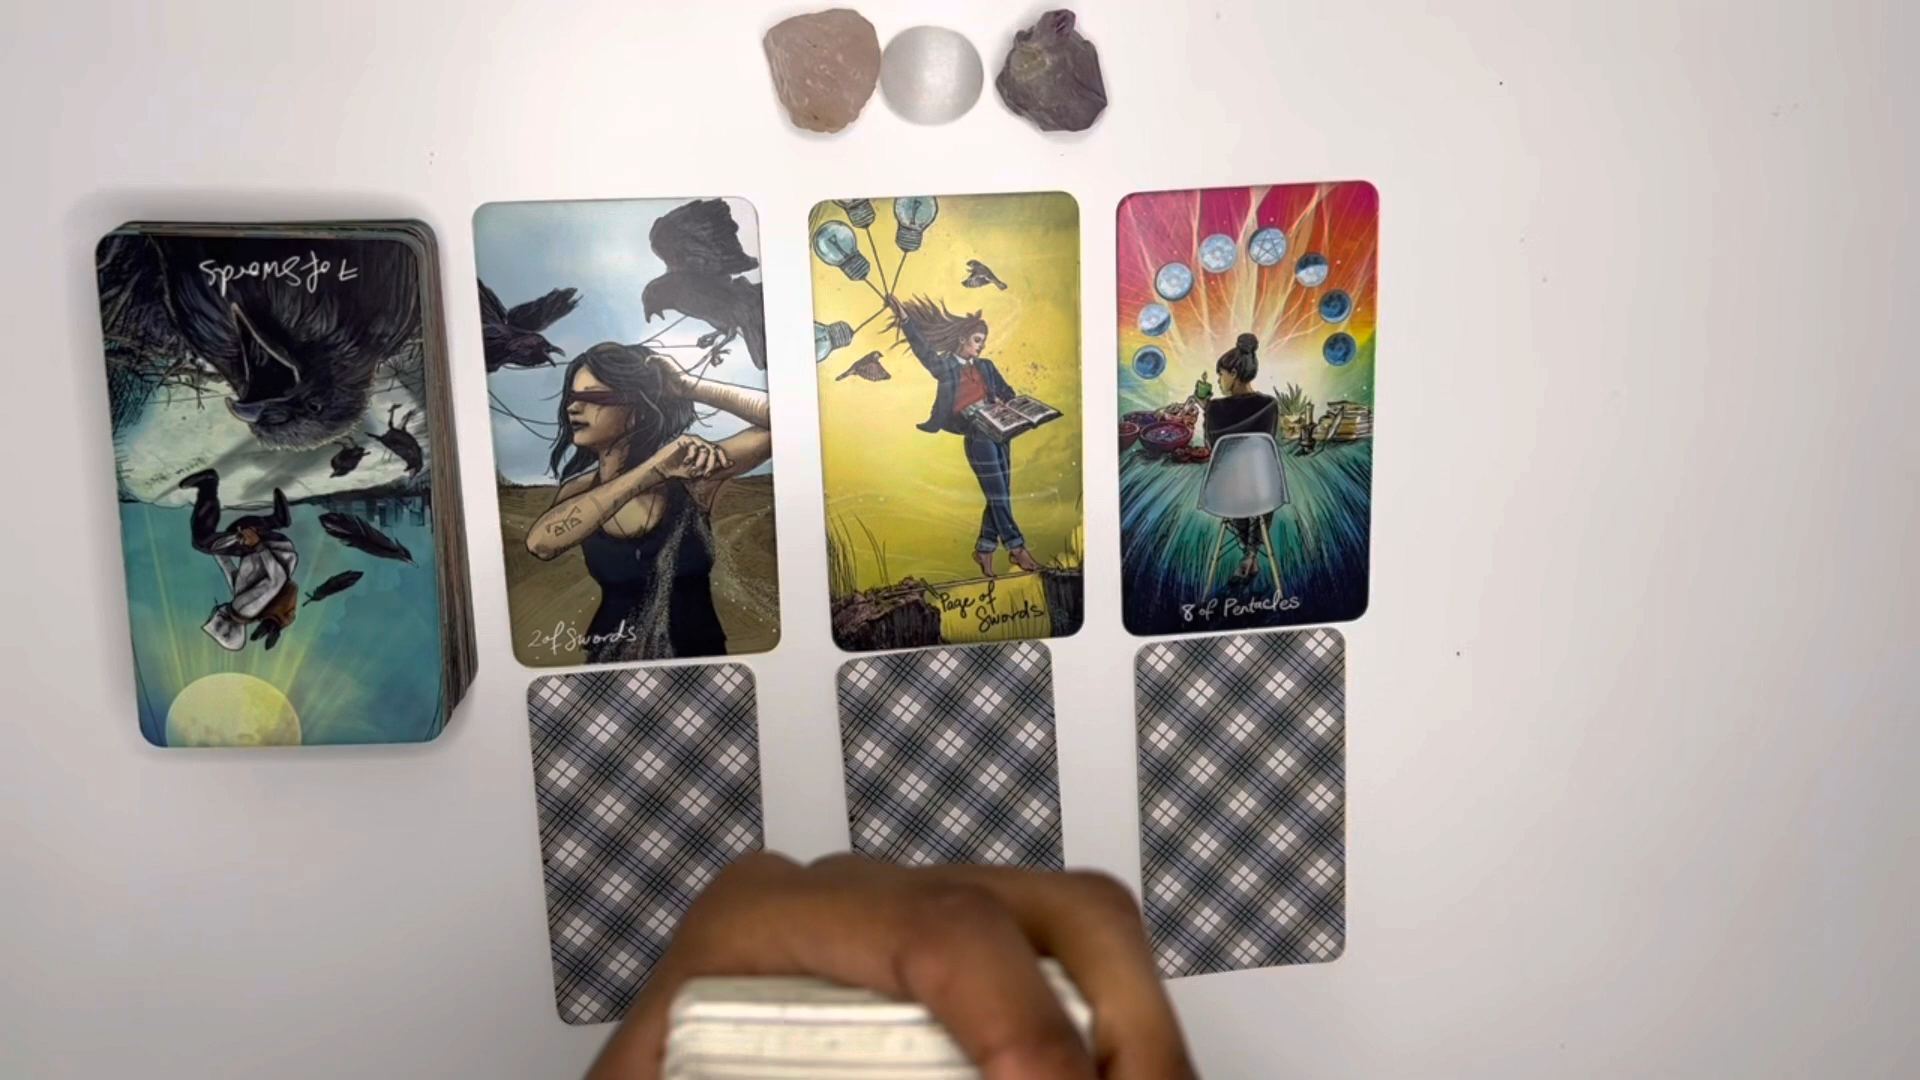 7 of Swords
2 of Swords
Page of
Swords
8 of Pentacles